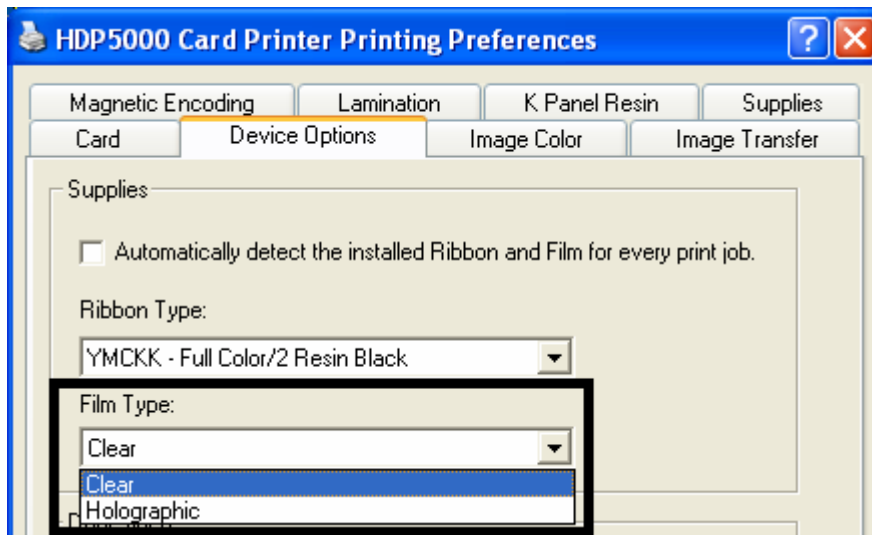 HDP5000 Card Printer Printing Preferences
Magnetic Encoding Lamination K Panel Resin Supplies
Card Device Options Image Color Image Transfer
Supplies
Automatically detect the installed Ribbon and Film for every print job.
Ribbon Type:
YMCKK - Full Color/2 Resin Black
Film Type:
Clear
Clear
Holographic